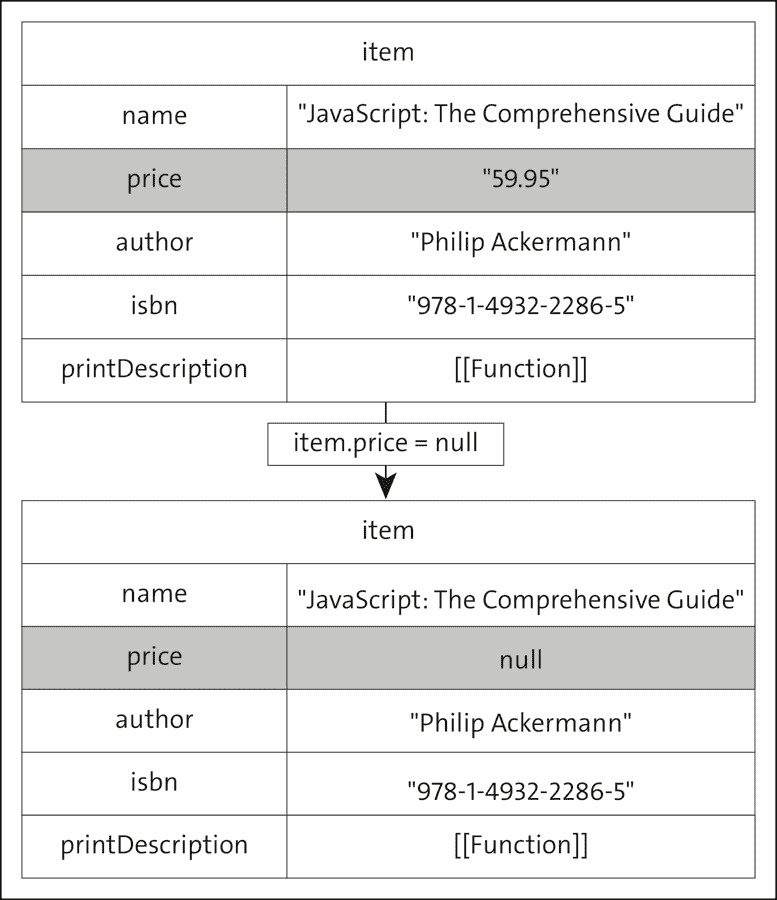 item
name "JavaScript: The Comprehensive Guide"
price "59.95"
author "Philip Ackermann"
isbn "978-1-4932-2286-5"
printDescription [[Function]]
item.price = null
item
name "JavaScript: The Comprehensive Guide"
price null
author "Philip Ackermann"
isbn "978-1-4932-2286-5"
printDescription [[Function]]